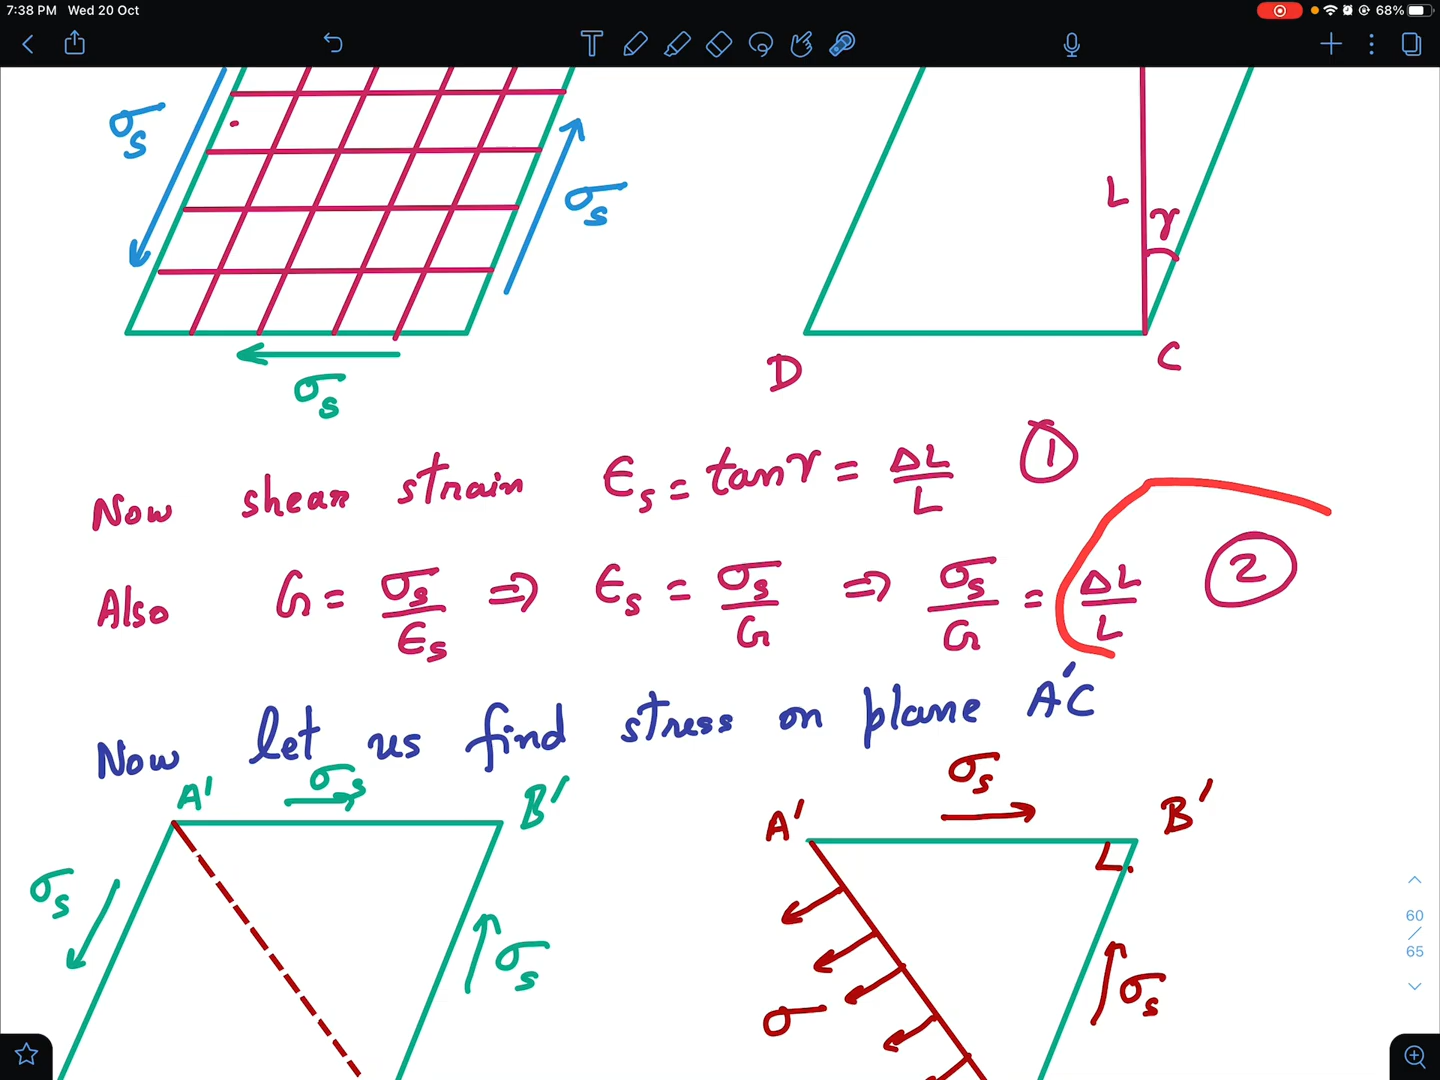 7:38 PM Wed 20 Oct
68%
σs
σs
L
γ
σs
D
C
Now shear strain ϵs = tanγ = ΔL/L ①
Also G = σs/ϵs ⇒ ϵs = σs/G ⇒ σs/G = ΔL/L ②
Now let us find stress on plane A'C
A'
σs
B'
σs
σs
A'
σs
B'
σ
σs
60
/
65